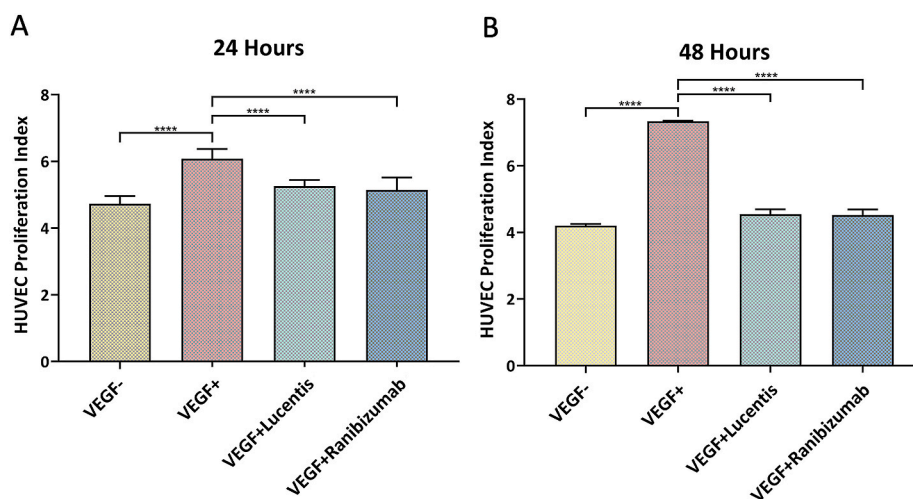 A
24 Hours
HUVEC Proliferation Index
8
6
4
2
0
****
****
****
VEGF-
VEGF+
VEGF+Lucentis
VEGF+Ranibizumab
B
48 Hours
HUVEC Proliferation Index
8
6
4
2
0
****
****
****
VEGF-
VEGF+
VEGF+Lucentis
VEGF+Ranibizumab